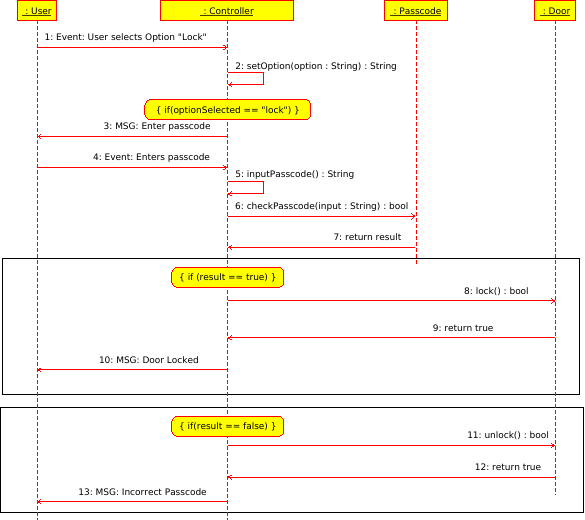 : User
: Controller
: Passcode
: Door
1: Event: User selects Option "Lock"
2: setOption(option : String) : String
{ if(optionSelected == "lock") }
3: MSG: Enter passcode
4: Event: Enters passcode
5: inputPasscode() : String
6: checkPasscode(input : String) : bool
7: return result
{ if (result == true) }
8: lock() : bool
9: return true
10: MSG: Door Locked
{ if(result == false) }
11: unlock() : bool
12: return true
13: MSG: Incorrect Passcode